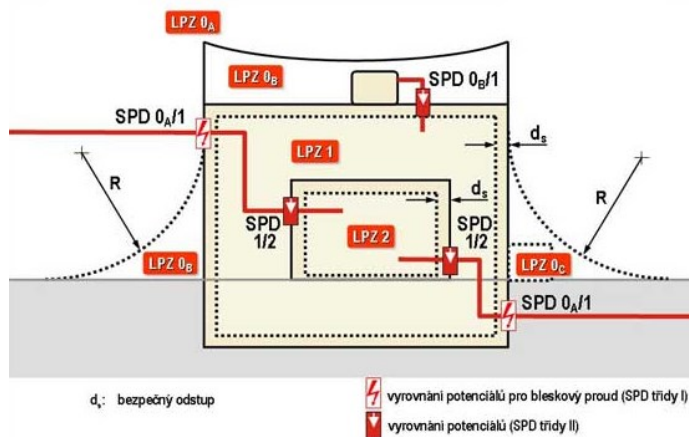 LPZ 0A
LPZ 0B
SPD 0B/1
SPD 0A/1
LPZ 1
ds
R
ds
R
SPD
1/2
LPZ 2
SPD
1/2
LPZ 0B
LPZ 0C
SPD 0A/1
ds: bezpečný odstup
vyrovnání potenciálů pro bleskový proud (SPD třídy I)
vyrovnání potenciálů (SPD třídy II)